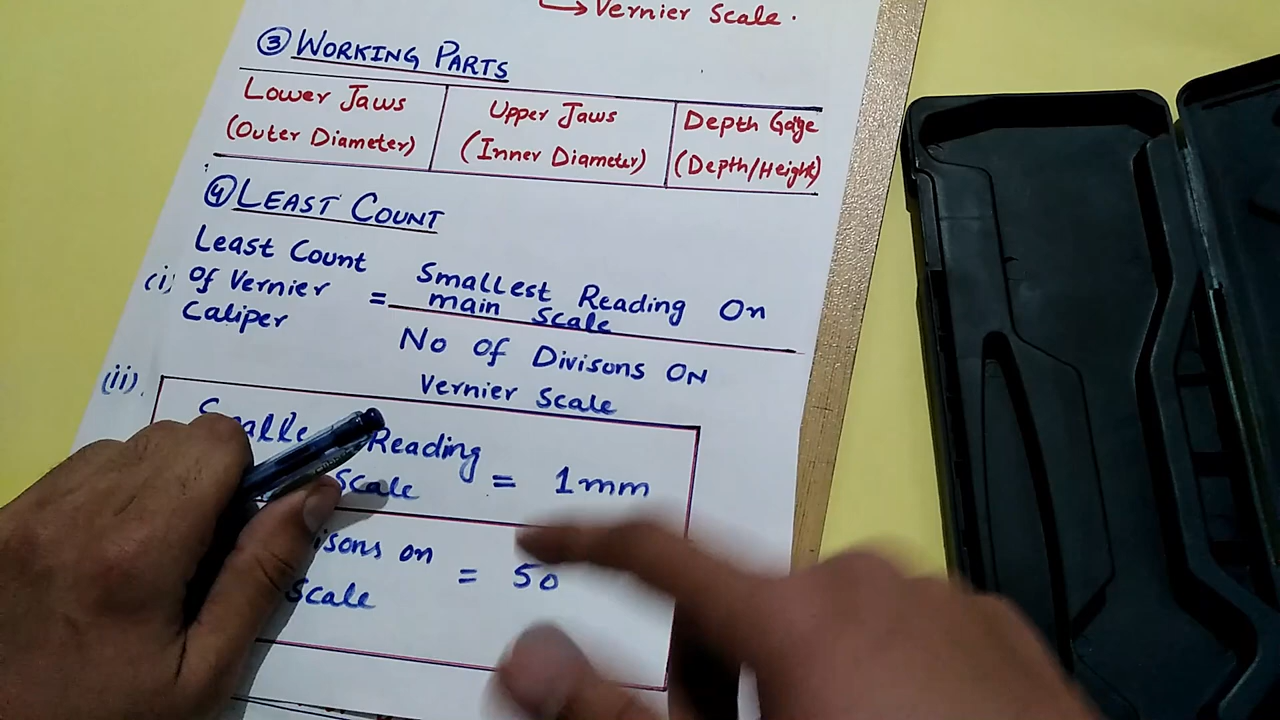 ↳ Vernier Scale.
③ WORKING PARTS
Lower Jaws
(Outer Diameter)
Upper Jaws
(Inner Diameter)
Depth Gage
(Depth/Height)
④ LEAST COUNT
(i) Least Count
Of Vernier
Caliper
= Smallest Reading On
main Scale
No Of Divisons ON
Vernier Scale
(ii).
Reading
Scale = 1mm
on
Scale = 50